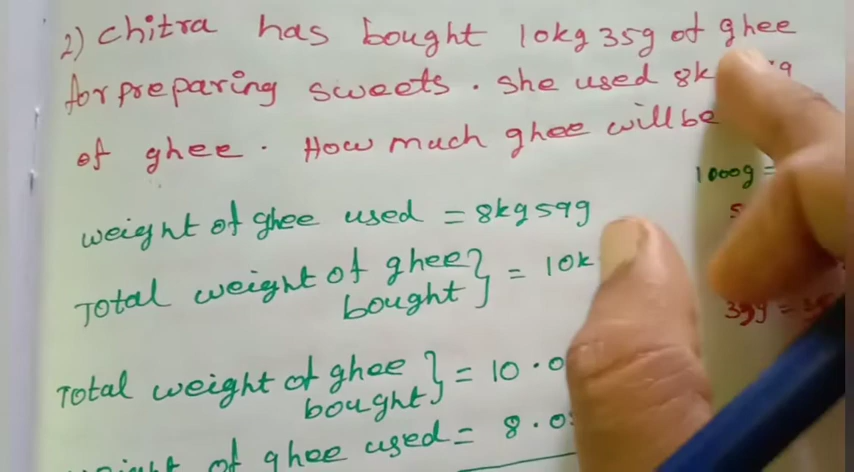 2) Chitra has bought 10kg 35g of ghee
for preparing sweets. She used 8k
of ghee. How much ghee will be
1000g =
weight of ghee used = 8kg 59g
Total weight of ghee bought } = 10k
35g =
Total weight of ghee bought } = 10.0
of ghee used = 8.0